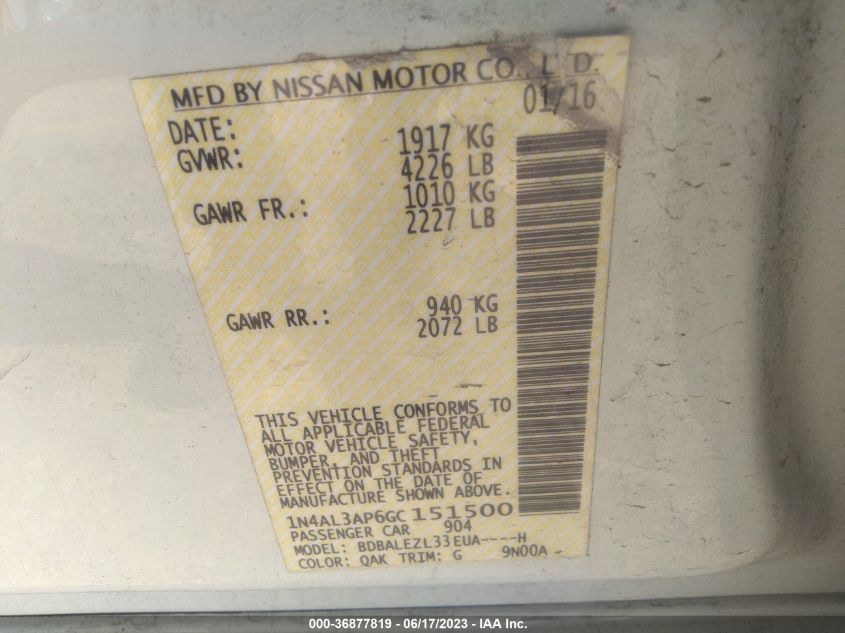 MFD BY NISSAN MOTOR CO., LTD.
DATE: 01/16
GVWR: 1917 KG
4226 LB
GAWR FR.: 1010 KG
2227 LB
GAWR RR.: 940 KG
2072 LB
THIS VEHICLE CONFORMS TO
ALL APPLICABLE FEDERAL
MOTOR VEHICLE SAFETY,
BUMPER, AND THEFT
PREVENTION STANDARDS IN
EFFECT ON THE DATE OF
MANUFACTURE SHOWN ABOVE.
1N4AL3AP6GC151500
PASSENGER CAR 904
MODEL: BDBALEZL33EUA----H
COLOR: QAK TRIM: G 9N00A
000-36877819 - 06/17/2023 - IAA Inc.